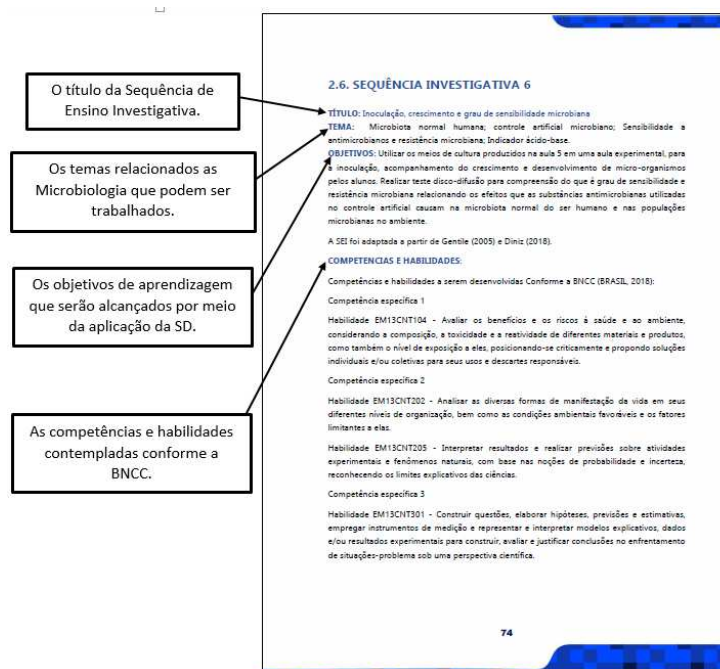 O título da Sequência de
Ensino Investigativa.
Os temas relacionados as
Microbiologia que podem ser
trabalhados.
Os objetivos de aprendizagem
que serão alcançados por meio
da aplicação da SD.
As competências e habilidades
contempladas conforme a
BNCC.
2.6. SEQUÊNCIA INVESTIGATIVA 6
TÍTULO: Inoculação, crescimento e grau de sensibilidade microbiana
TEMA: Microbiota normal humana; controle artificial microbiano; Sensibilidade a
antimicrobianos e resistência microbiana; Indicador ácido-base.
OBJETIVOS: Utilizar os meios de cultura produzidos na aula 5 em uma aula experimental, para
a inoculação, acompanhamento do crescimento e desenvolvimento de micro-organismos
pelos alunos. Realizar teste disco-difusão para compreensão do que é grau de sensibilidade e
resistência microbiana relacionando os efeitos que as substâncias antimicrobianas utilizadas
no controle artificial causam na microbiota normal do ser humano e nas populações
microbianas no ambiente.
A SEI foi adaptada a partir de Gentile (2005) e Diniz (2018).
COMPETENCIAS E HABILIDADES:
Competências e habilidades a serem desenvolvidas Conforme a BNCC (BRASIL, 2018):
Competência específica 1
Habilidade EM13CNT104 - Avaliar os benefícios e os riscos à saúde e ao ambiente,
considerando a composição, a toxicidade e a reatividade de diferentes materiais e produtos,
como também o nível de exposição a eles, posicionando-se criticamente e propondo soluções
individuais e/ou coletivas para seus usos e descartes responsáveis.
Competência específica 2
Habilidade EM13CNT202 - Analisar as diversas formas de manifestação da vida em seus
diferentes níveis de organização, bem como as condições ambientais favoráveis e os fatores
limitantes a elas.
Habilidade EM13CNT205 - Interpretar resultados e realizar previsões sobre atividades
experimentais e fenômenos naturais, com base nas noções de probabilidade e incerteza,
reconhecendo os limites explicativos das ciências.
Competência específica 3
Habilidade EM13CNT301 - Construir questões, elaborar hipóteses, previsões e estimativas,
empregar instrumentos de medição e representar e interpretar modelos explicativos, dados
e/ou resultados experimentais para construir, avaliar e justificar conclusões no enfrentamento
de situações-problema sob uma perspectiva científica.
74